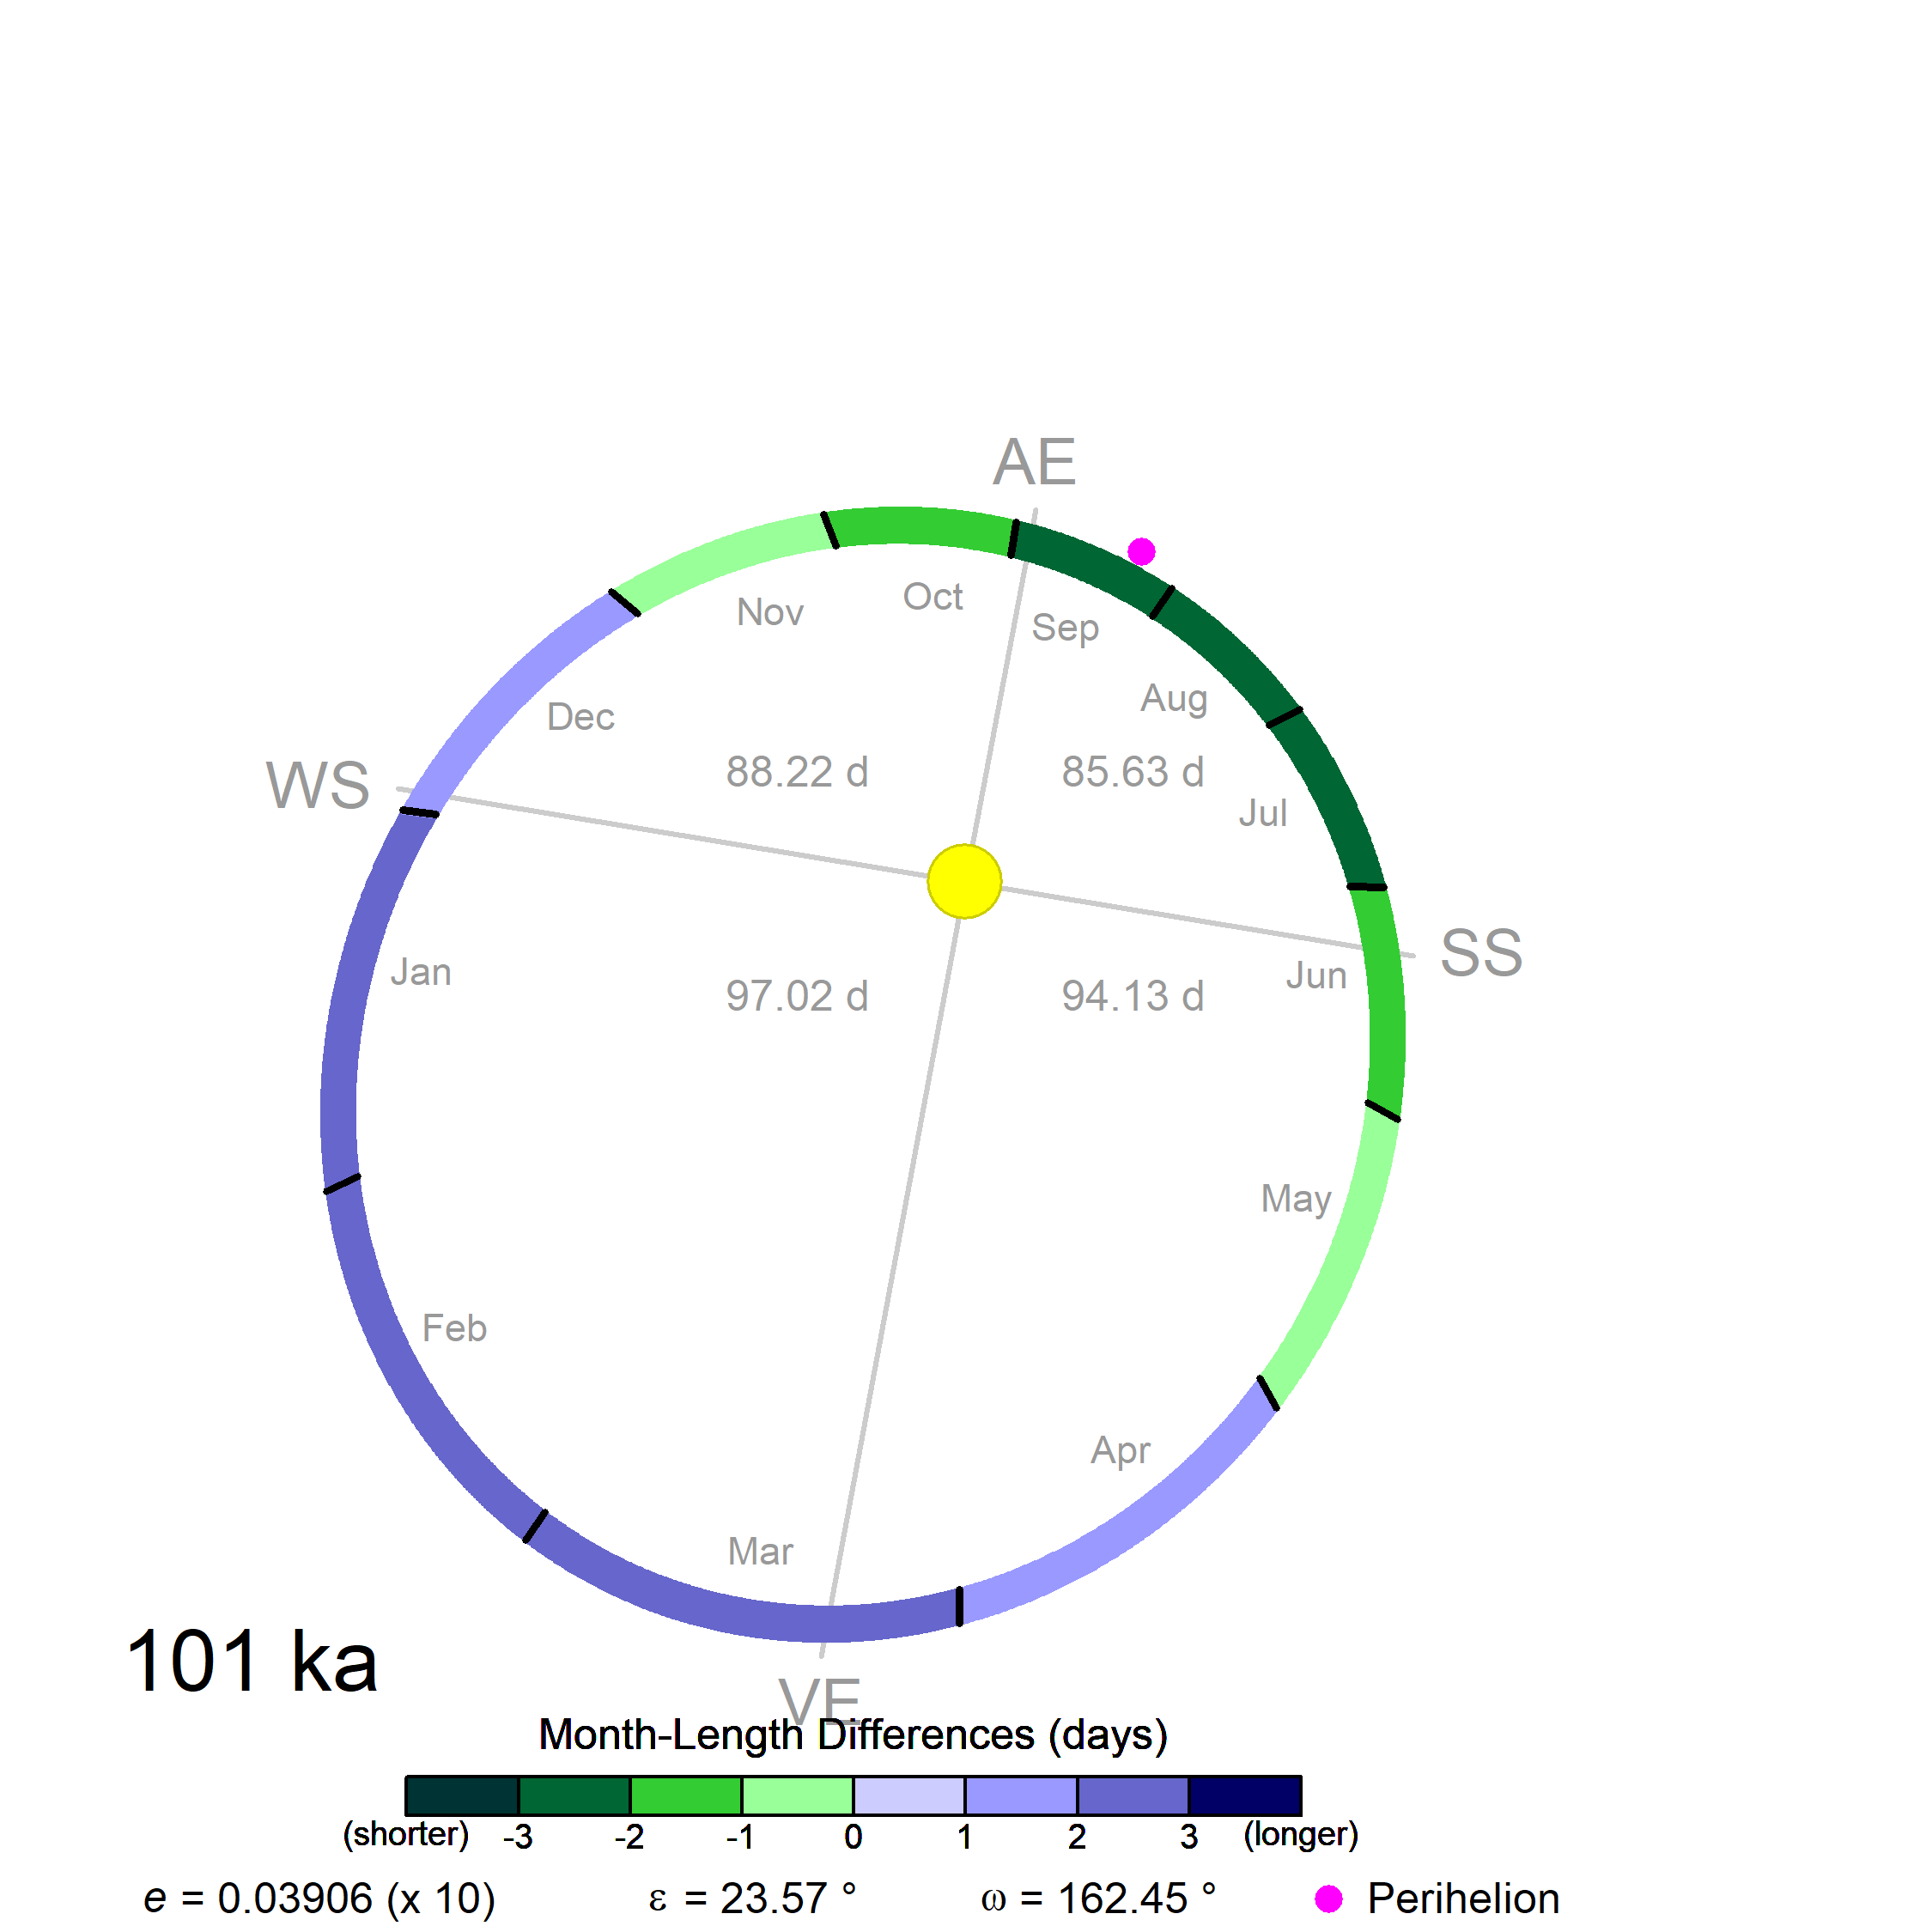 AE
Oct
Nov
Sep
Aug
Dec
88.22 d
85.63 d
WS
Jul
SS
Jan
Jun
97.02 d
94.13 d
May
Feb
Apr
Mar
101 ka
VE
Month-Length Differences (days)
(shorter) -3 -2 -1 0 1 2 3 (longer)
e = 0.03906 (x 10) ε = 23.57 ° ω = 162.45 ° Perihelion